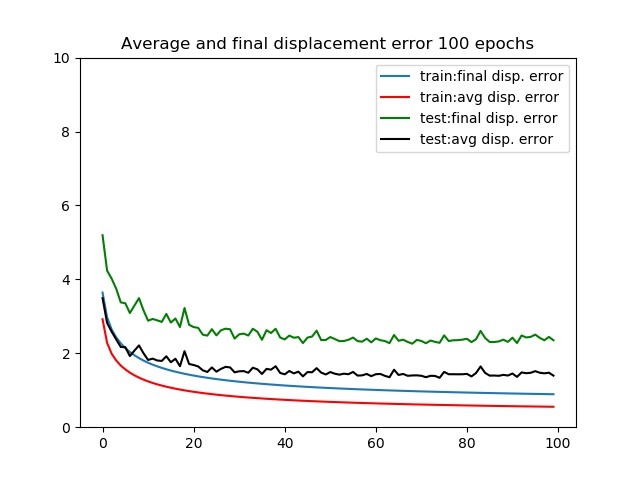 Average and final displacement error 100 epochs
10
8
6
4
2
0
train:final disp. error
train:avg disp. error
test:final disp. error
test:avg disp. error
0 20 40 60 80 100